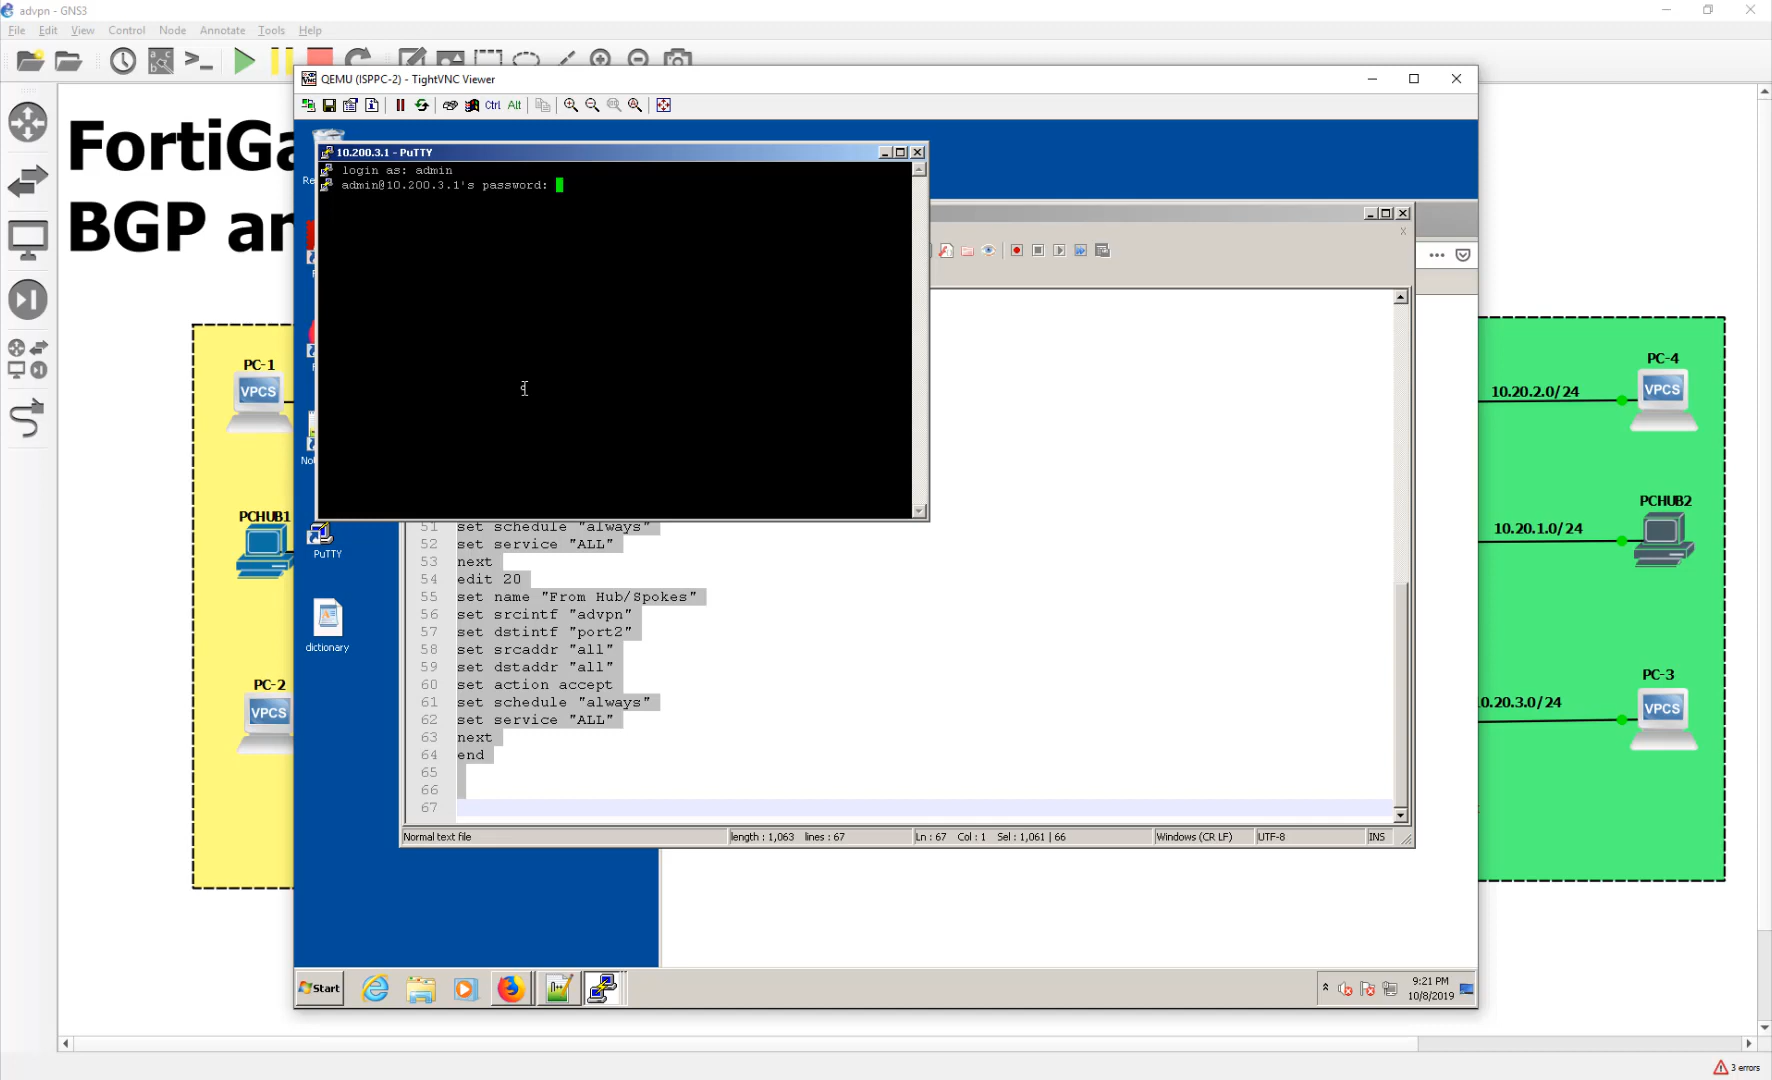 advpn - GNS3
File Edit View Control Node Annotate Tools Help
QEMU (ISPPC-2) - TightVNC Viewer
Ctrl Alt
FortiGa
BGP an
10.200.3.1 - PuTTY
login as: admin
admin@10.200.3.1's password:
PC-1
VPCS
PCHUB1
PC-2
VPCS
PuTTY
dictionary
51 set schedule "always"
52 set service "ALL"
53 next
54 edit 20
55 set name "From Hub/Spokes"
56 set srcintf "advpn"
57 set dstintf "port2"
58 set srcaddr "all"
59 set dstaddr "all"
60 set action accept
61 set schedule "always"
62 set service "ALL"
63 next
64 end
65
66
67
Normal text file length : 1,063 lines : 67 Ln : 67 Col : 1 Sel : 1,061 | 66 Windows (CR LF) UTF-8 INS
PC-4
10.20.2.0/24
VPCS
PCHUB2
10.20.1.0/24
PC-3
10.20.3.0/24
VPCS
Start
9:21 PM
10/8/2019
3 errors